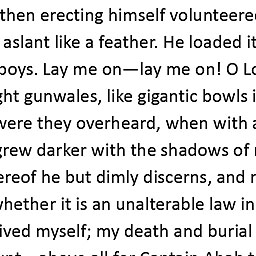 then erecting himself volunteere
aslant like a feather. He loaded it
boys. Lay me on—lay me on! O Lo
ght gunwales, like gigantic bowls i
were they overheard, when with a
grew darker with the shadows of
ereof he but dimly discerns, and
whether it is an unalterable law in
ived myself; my death and burial